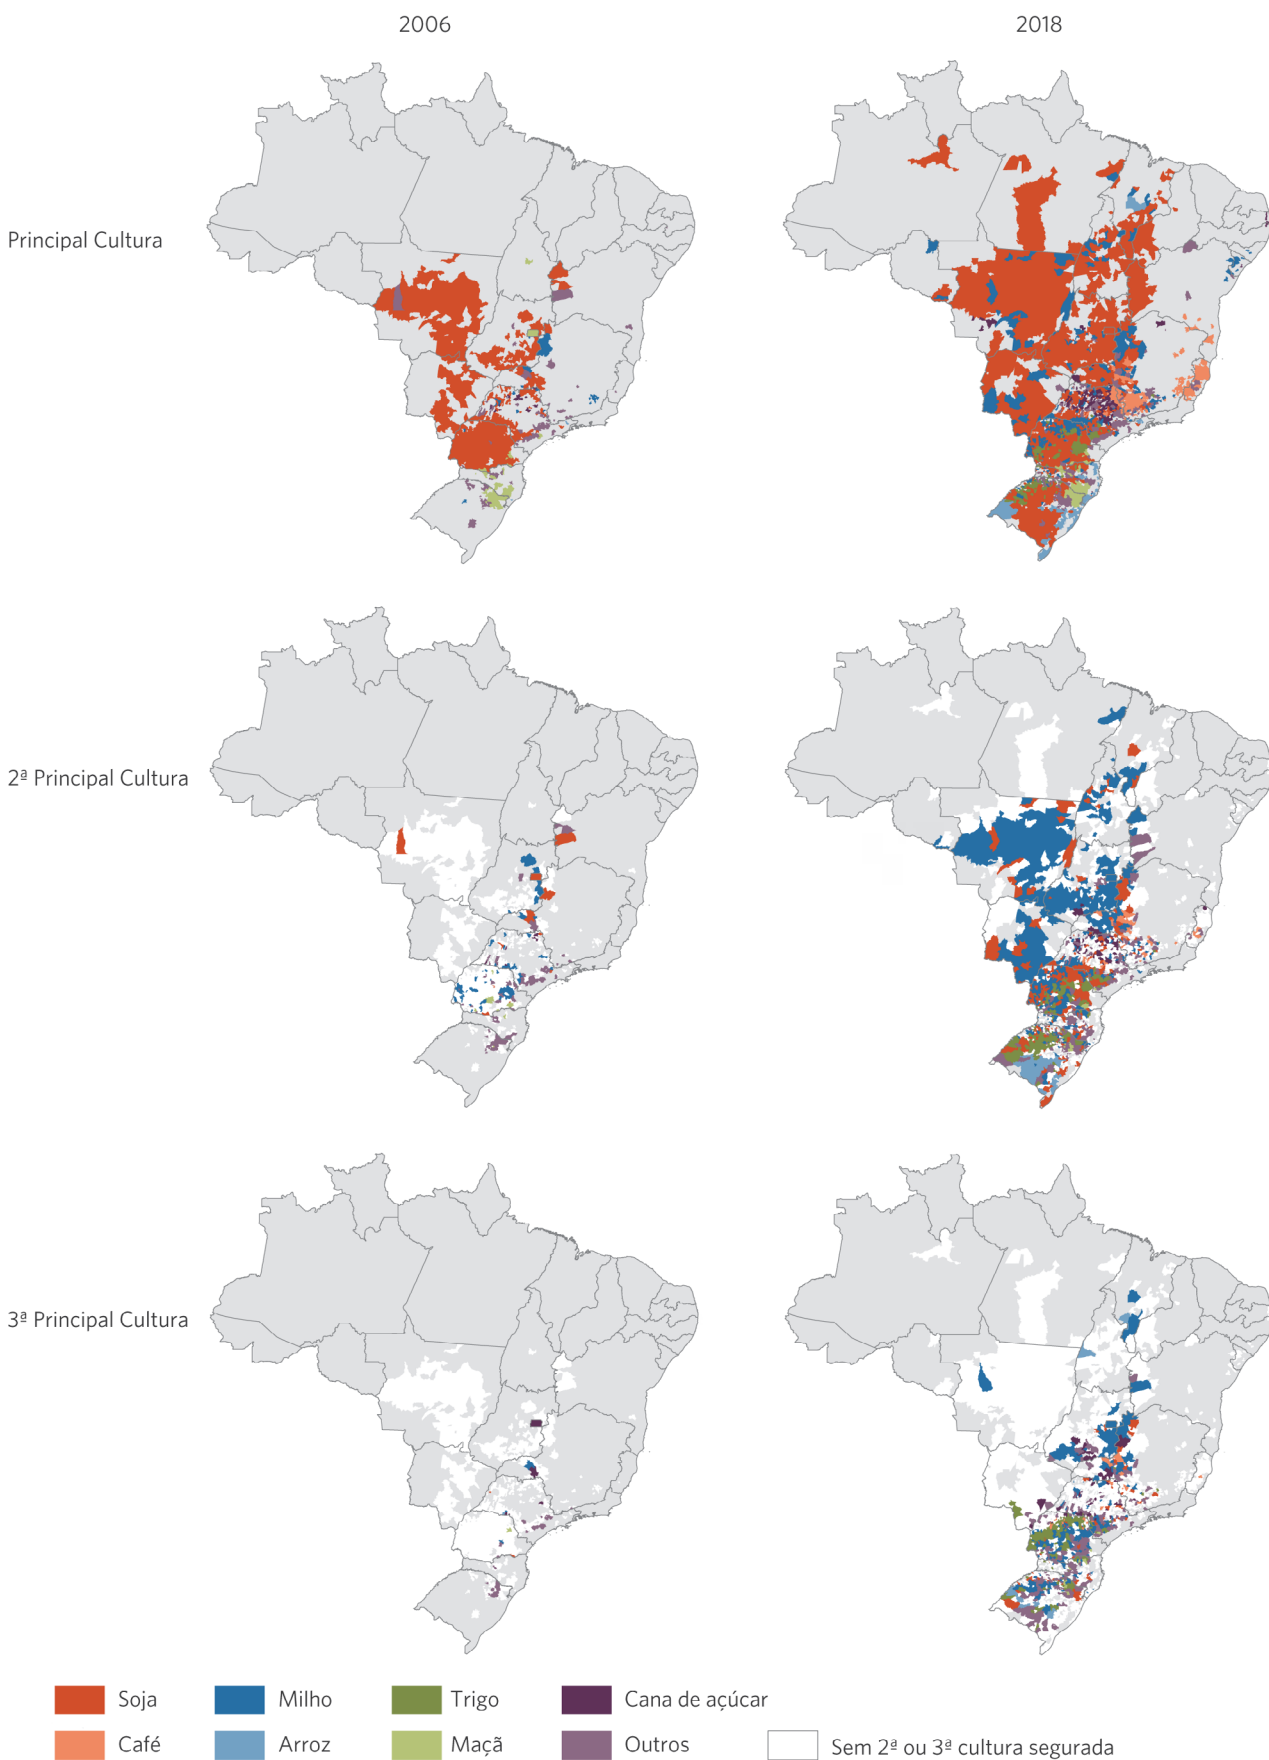 2006
2018
Principal Cultura
2ª Principal Cultura
3ª Principal Cultura
Soja
Milho
Trigo
Cana de açúcar
Café
Arroz
Maçã
Outros
Sem 2ª ou 3ª cultura segurada